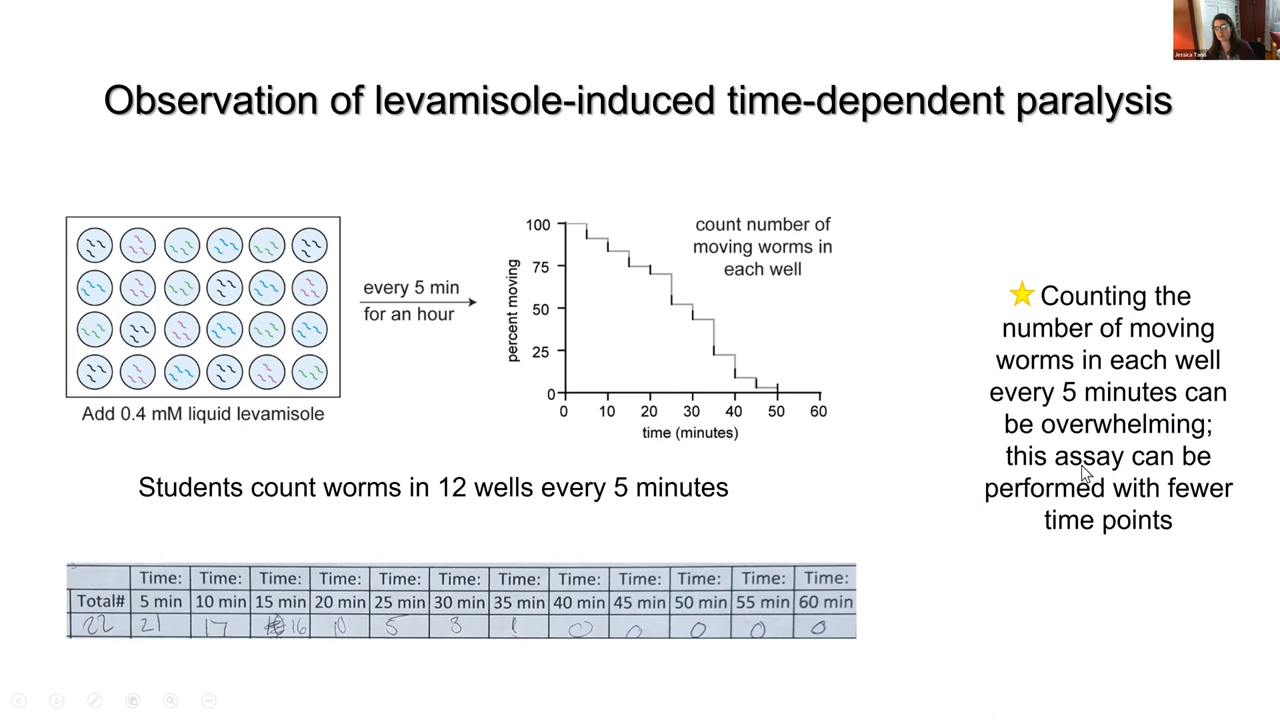 Jessica Tanis
Observation of levamisole-induced time-dependent paralysis
Add 0.4 mM liquid levamisole
every 5 min
for an hour
percent moving
100
75
50
25
0
0 10 20 30 40 50 60
time (minutes)
count number of
moving worms in
each well
Counting the
number of moving
worms in each well
every 5 minutes can
be overwhelming;
this assay can be
performed with fewer
time points
Students count worms in 12 wells every 5 minutes
Time: Time: Time: Time: Time: Time: Time: Time: Time: Time: Time: Time:
Total# 5 min 10 min 15 min 20 min 25 min 30 min 35 min 40 min 45 min 50 min 55 min 60 min
22 21 17 16 10 5 3 1 0 0 0 0 0